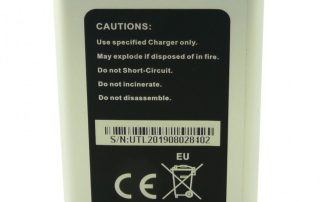 CAUTIONS:
Use specified Charger only.
May explode if disposed of in fire.
Do not Short-Circuit.
Do not incinerate.
Do not disassemble.
S/N:UTL201908028402
EU
CE